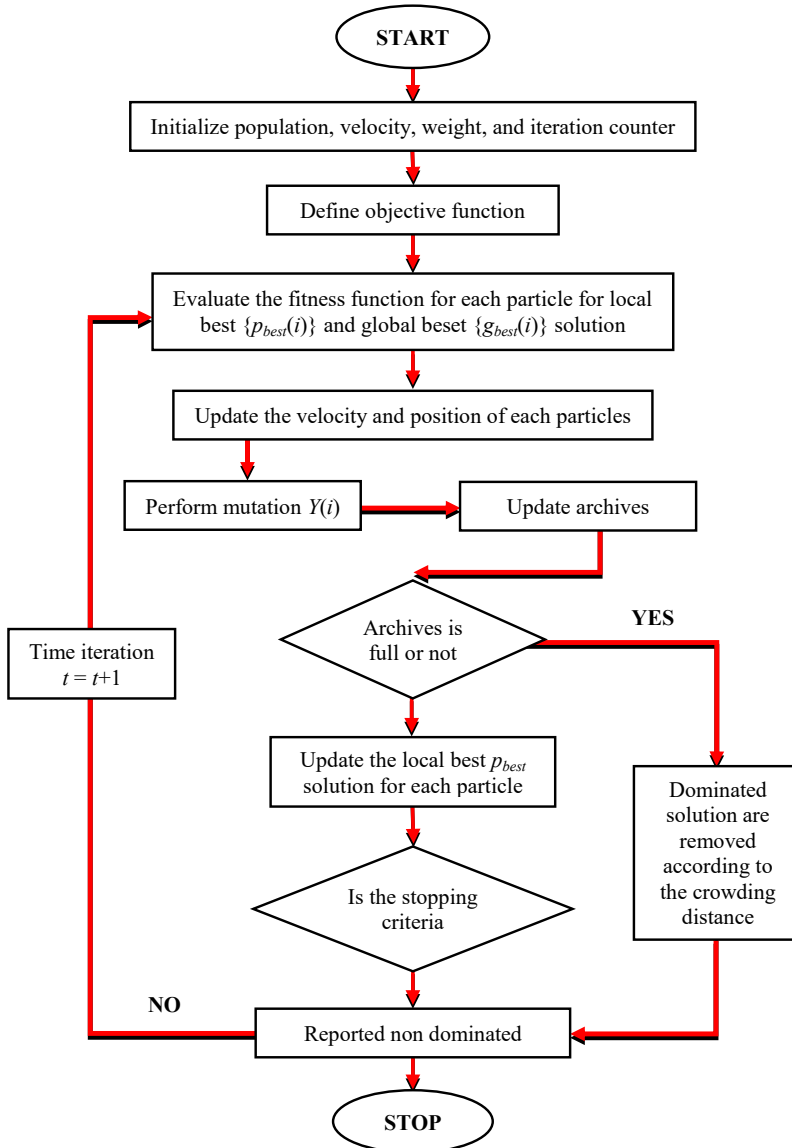 START
Initialize population, velocity, weight, and iteration counter
Define objective function
Evaluate the fitness function for each particle for local
best {p_best(i)} and global beset {g_best(i)} solution
Update the velocity and position of each particles
Perform mutation Y(i)
Update archives
Archives is
full or not
YES
Time iteration
t = t+1
Update the local best p_best
solution for each particle
Dominated
solution are
removed
according to
the crowding
distance
Is the stopping
criteria
NO
Reported non dominated
STOP